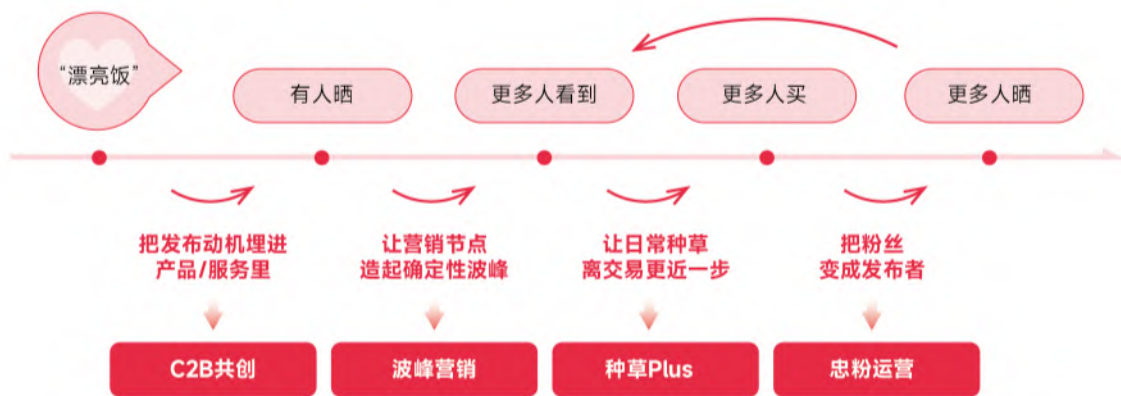 “漂亮饭”
有人晒
更多人看到
更多人买
更多人晒
把发布动机埋进
产品/服务里
让营销节点
造起确定性波峰
让日常种草
离交易更近一步
把粉丝
变成发布者
C2B共创
波峰营销
种草Plus
忠粉运营